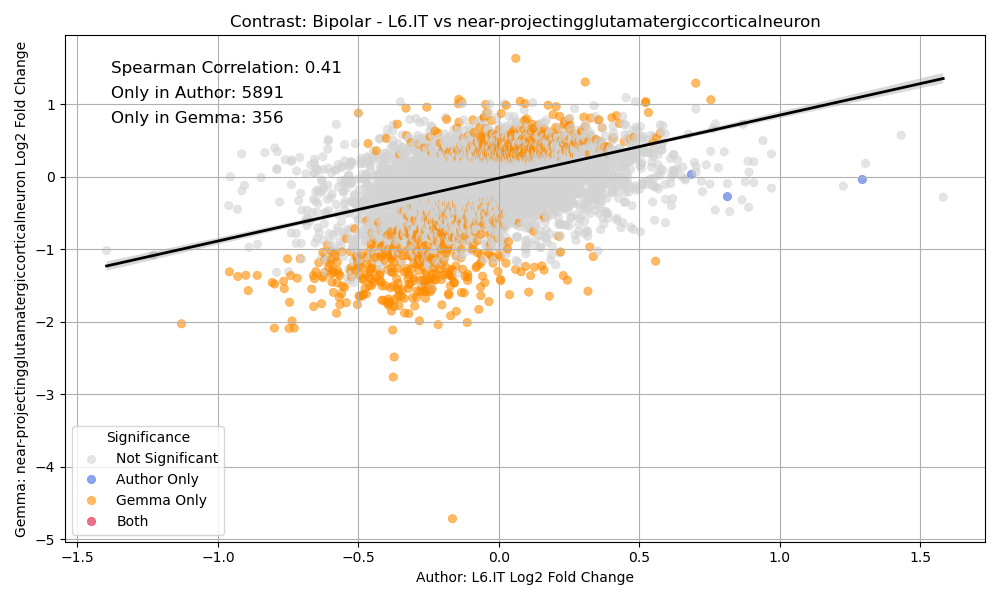 Contrast: Bipolar - L6.IT vs near-projectingglutamatergiccorticalneuron
Gemma: near-projectingglutamatergiccorticalneuron Log2 Fold Change
Spearman Correlation: 0.41
Only in Author: 5891
Only in Gemma: 356
1
0
−1
−2
−3
−4
−5
Significance
Not Significant
Author Only
Gemma Only
Both
−1.5
−1.0
−0.5
0.0
0.5
1.0
1.5
Author: L6.IT Log2 Fold Change